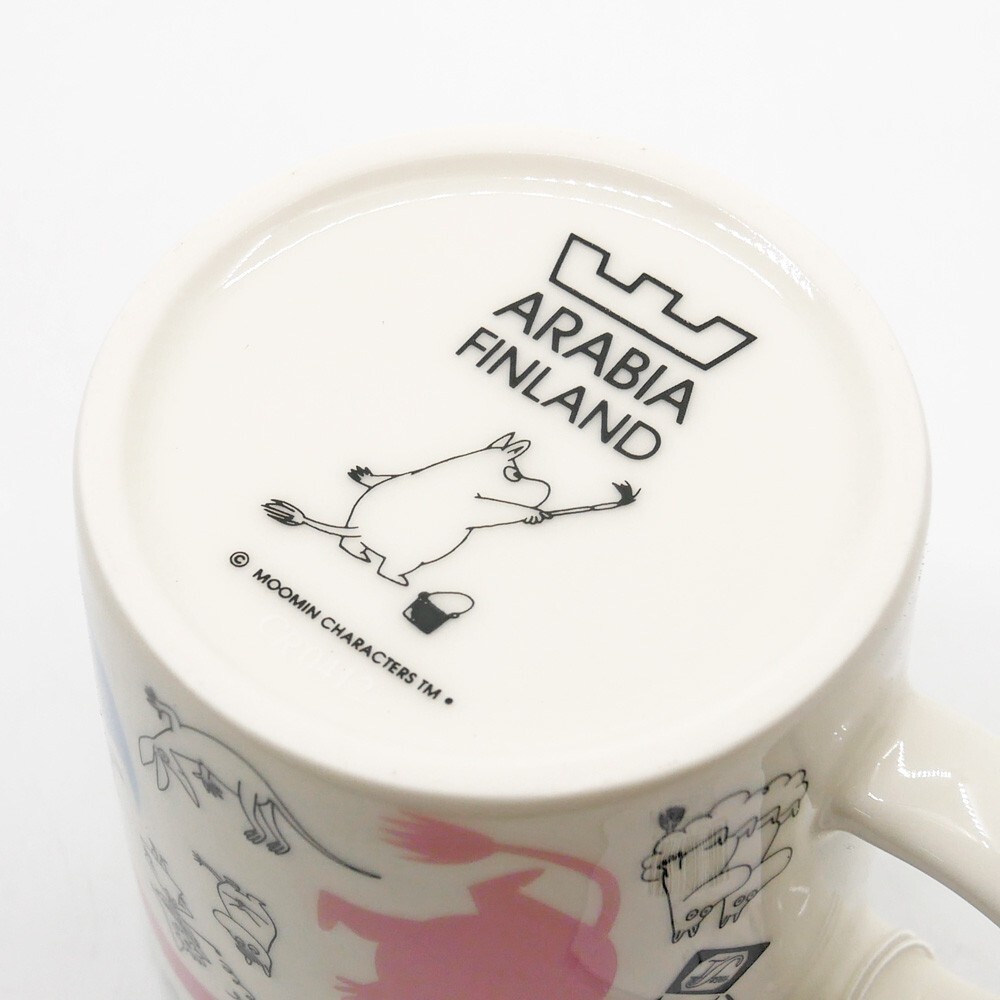 ARABIA
FINLAND
© MOOMIN CHARACTERS TM •